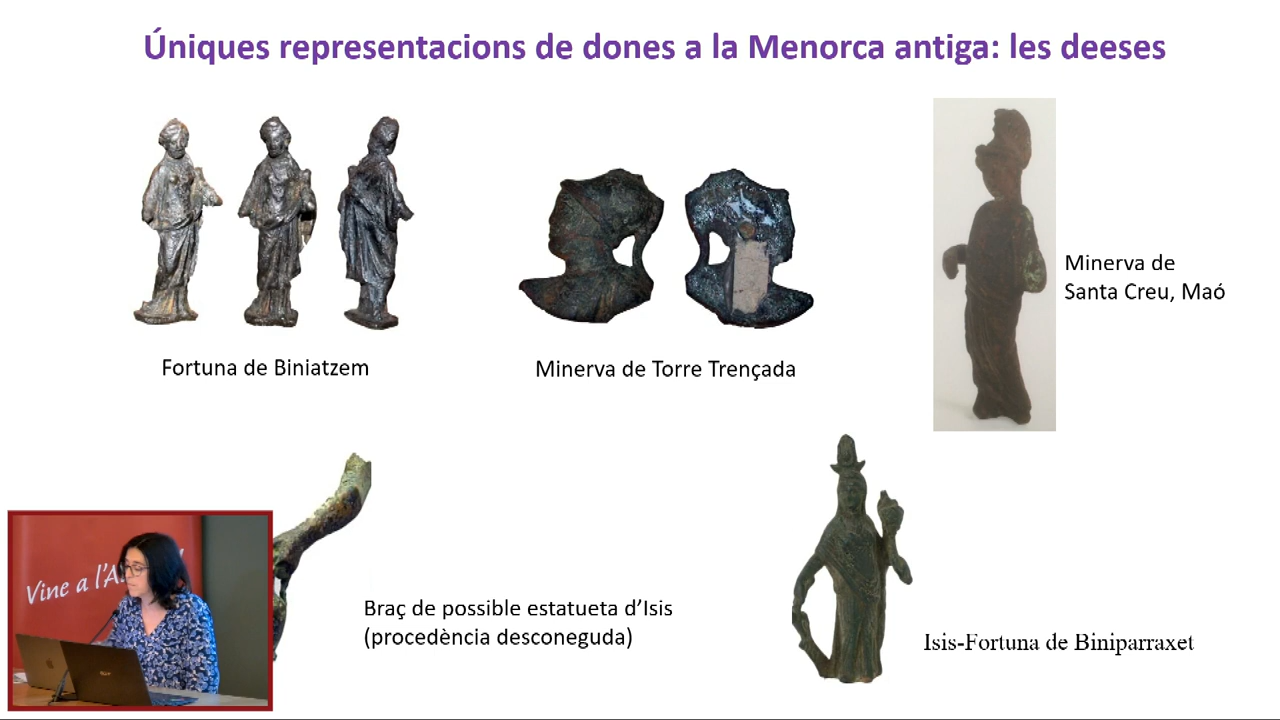 Úniques representacions de dones a la Menorca antiga: les deeses
Fortuna de Biniatzem
Minerva de Torre Trençada
Minerva de
Santa Creu, Maó
Braç de possible estatueta d’Isis
(procedència desconeguda)
Isis-Fortuna de Biniparraxet
Vine a l’A